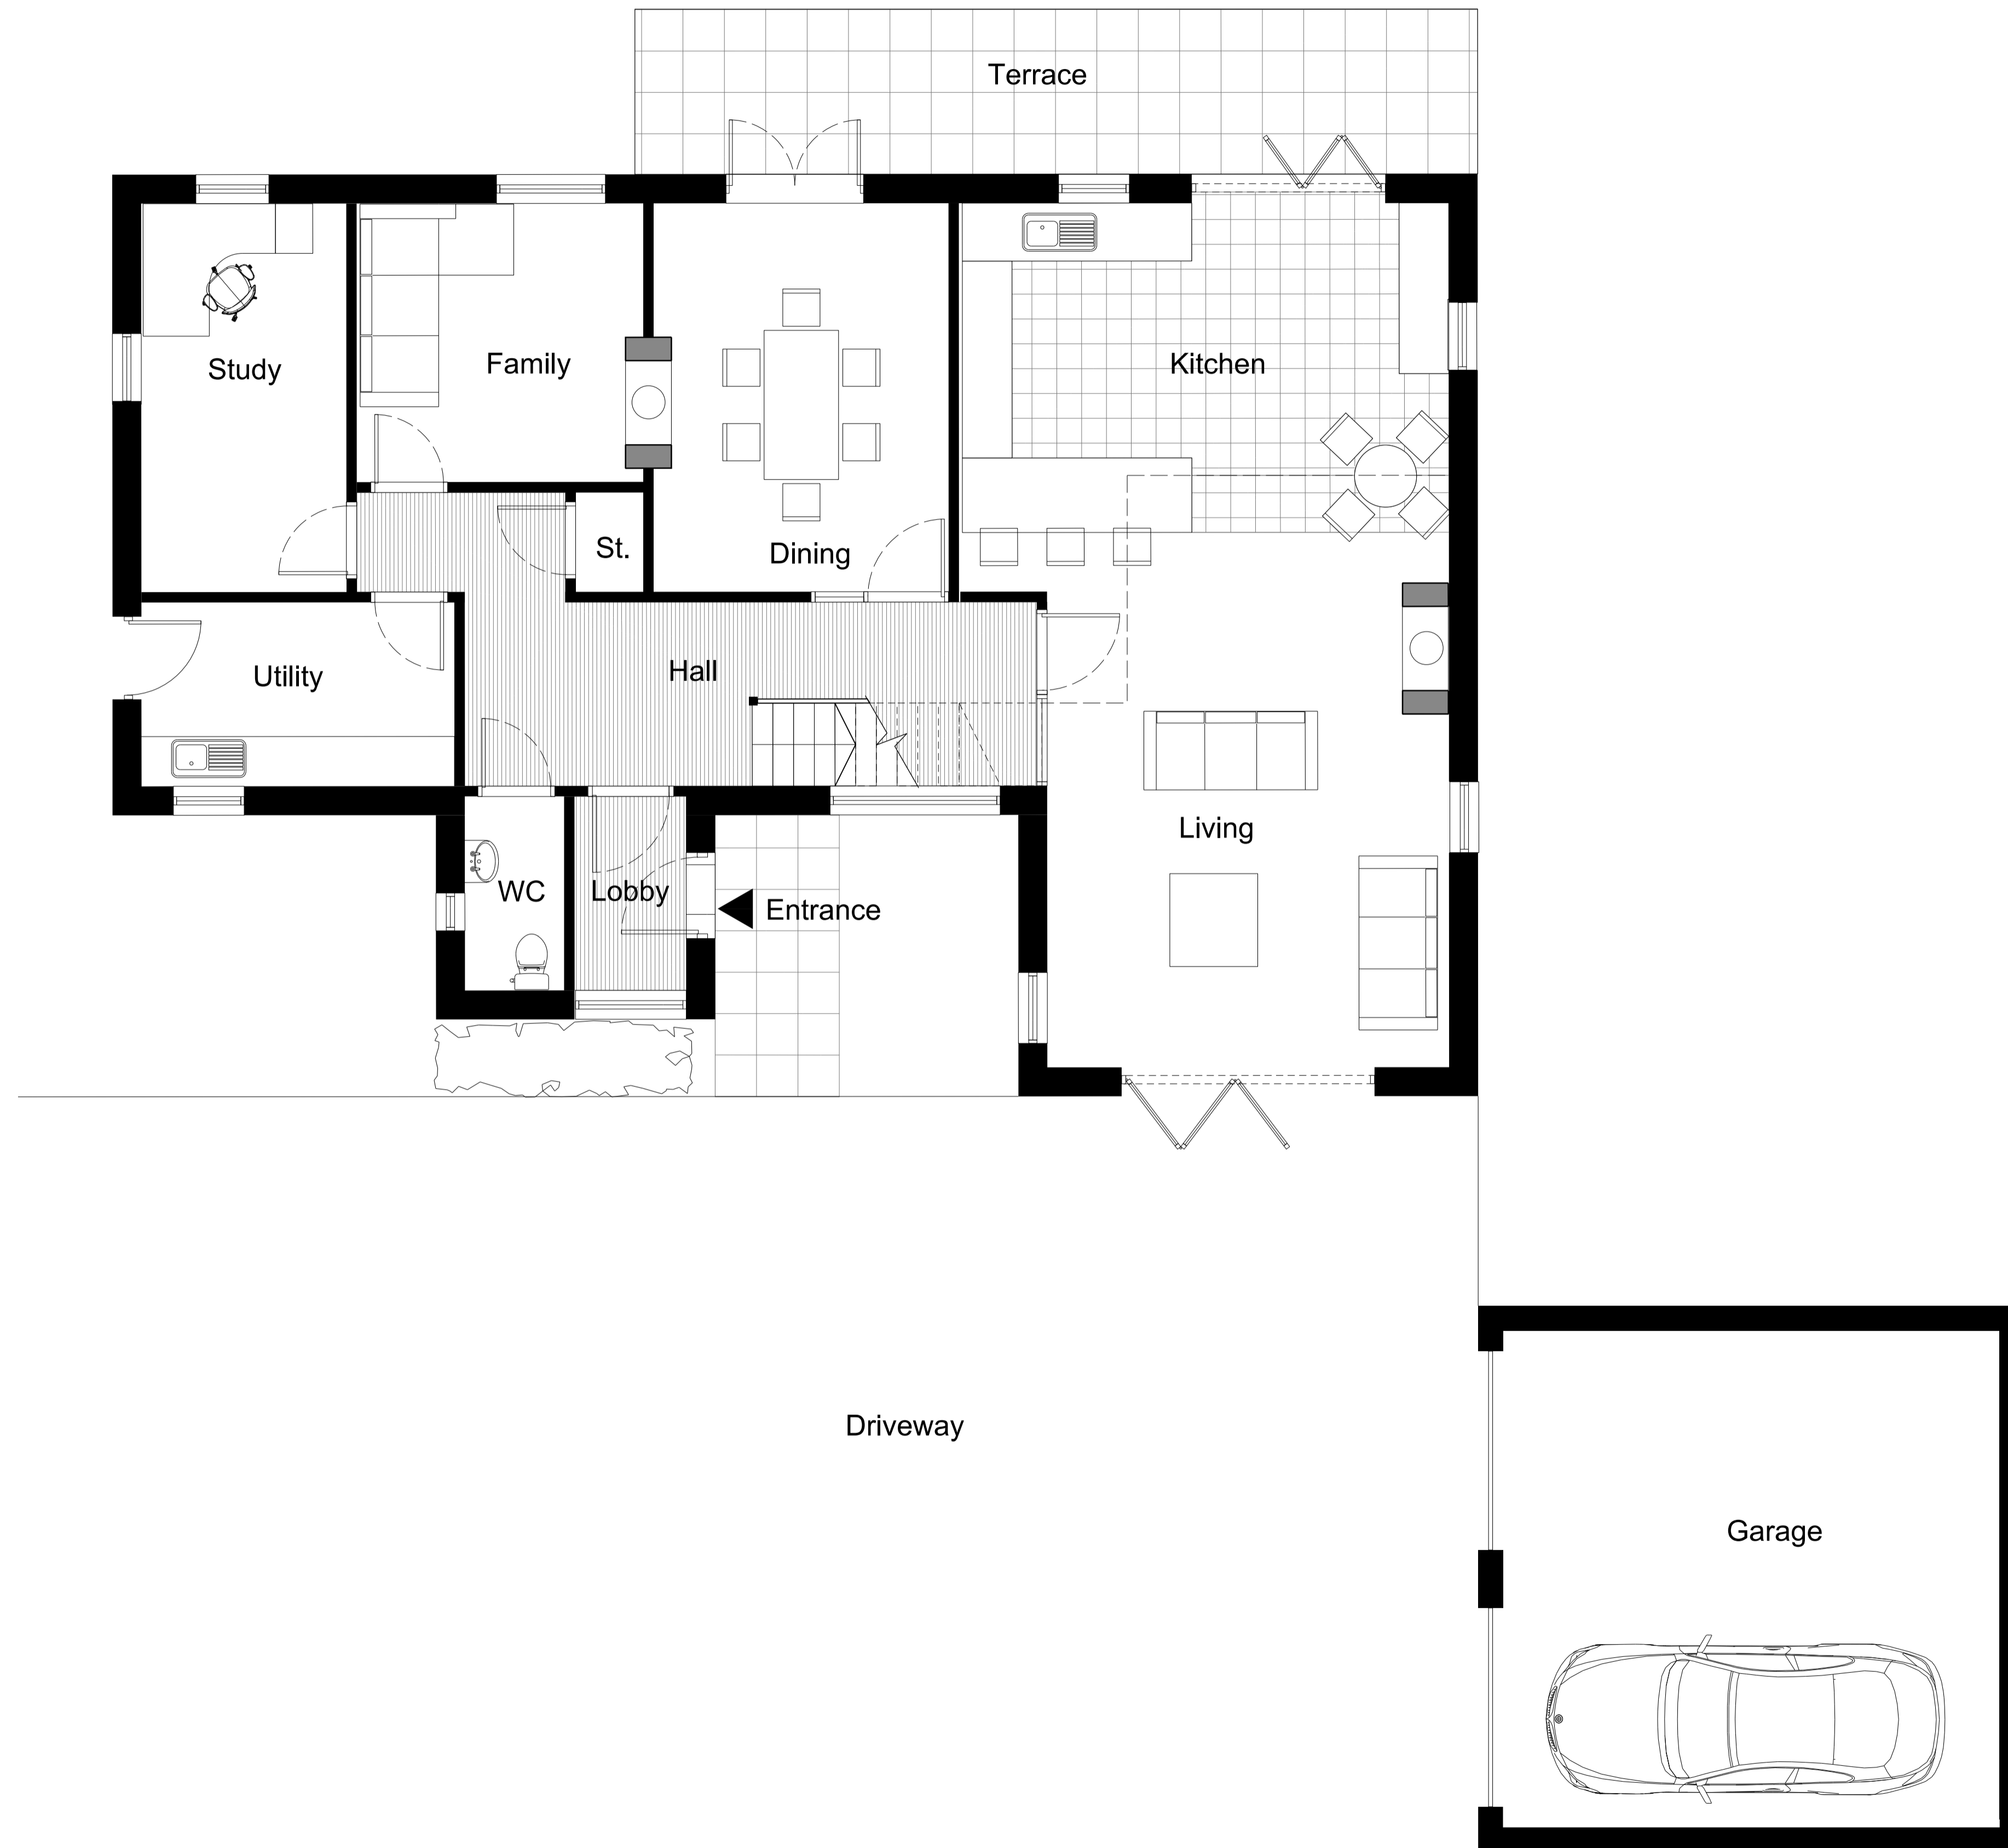 Terrace
Study
Family
Kitchen
Dining
St.
Utility
Hall
Living
WC
Lobby
Entrance
Driveway
Garage